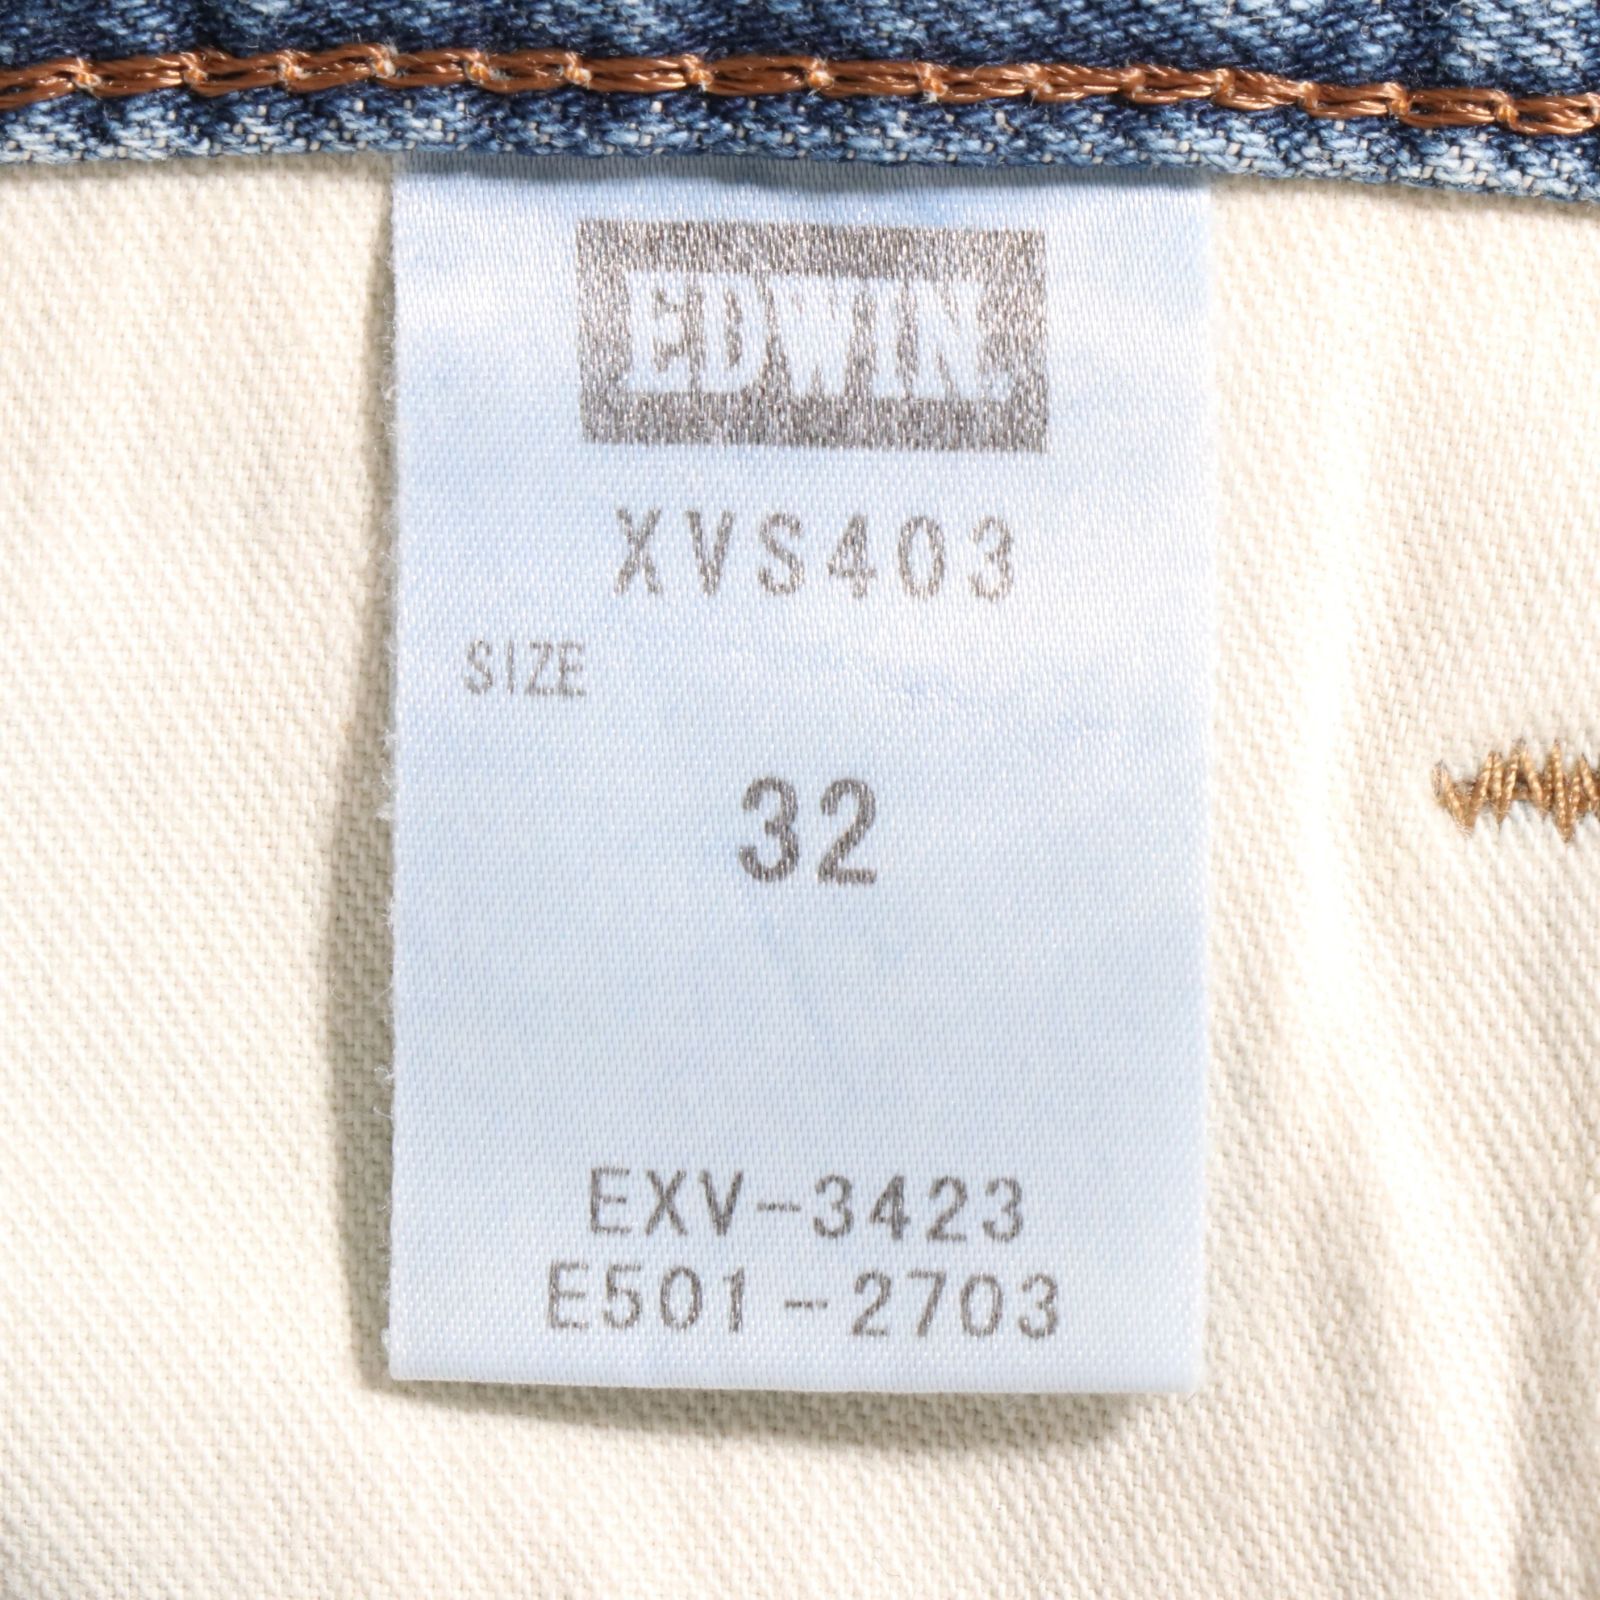 EDWIN
XVS403
SIZE
32
EXV-3423
E501-2703